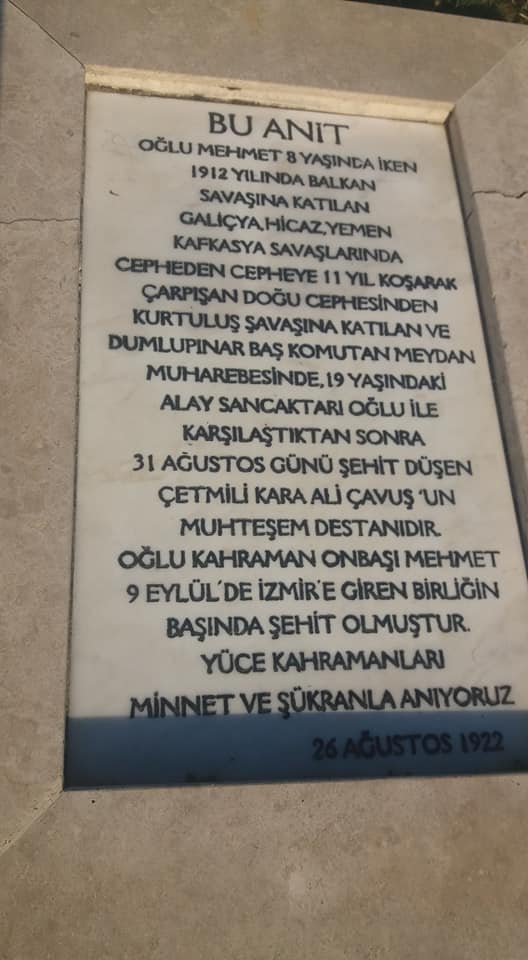 BU ANIT
OĞLU MEHMET 8 YAŞINDA İKEN
1912 YILINDA BALKAN
SAVAŞINA KATILAN
GALİÇYA,HİCAZ,YEMEN
KAFKASYA SAVAŞLARINDA
CEPHEDEN CEPHEYE 11 YIL KOŞARAK
ÇARPIŞAN DOĞU CEPHESİNDEN
KURTULUŞ ŞAVAŞINA KATILAN VE
DUMLUPINAR BAŞ KOMUTAN MEYDAN
MUHAREBESİNDE,19 YAŞINDAKİ
ALAY SANCAKTARI OĞLU İLE
KARŞILAŞTIKTAN SONRA
31 AĞUSTOS GÜNÜ ŞEHİT DÜŞEN
ÇETMİLİ KARA ALİ ÇAVUŞ 'UN
MUHTEŞEM DESTANIDIR.
OĞLU KAHRAMAN ONBAŞI MEHMET
9 EYLÜL'DE İZMİR'E GİREN BİRLİĞİN
BAŞINDA ŞEHİT OLMUŞTUR.
YÜCE KAHRAMANLARI
MİNNET VE ŞÜKRANLA ANIYORUZ
26 AĞUSTOS 1922